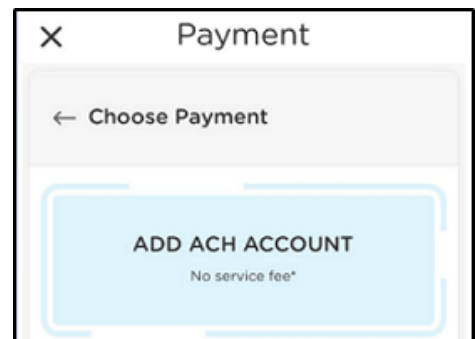 Payment
← Choose Payment
ADD ACH ACCOUNT
No service fee*